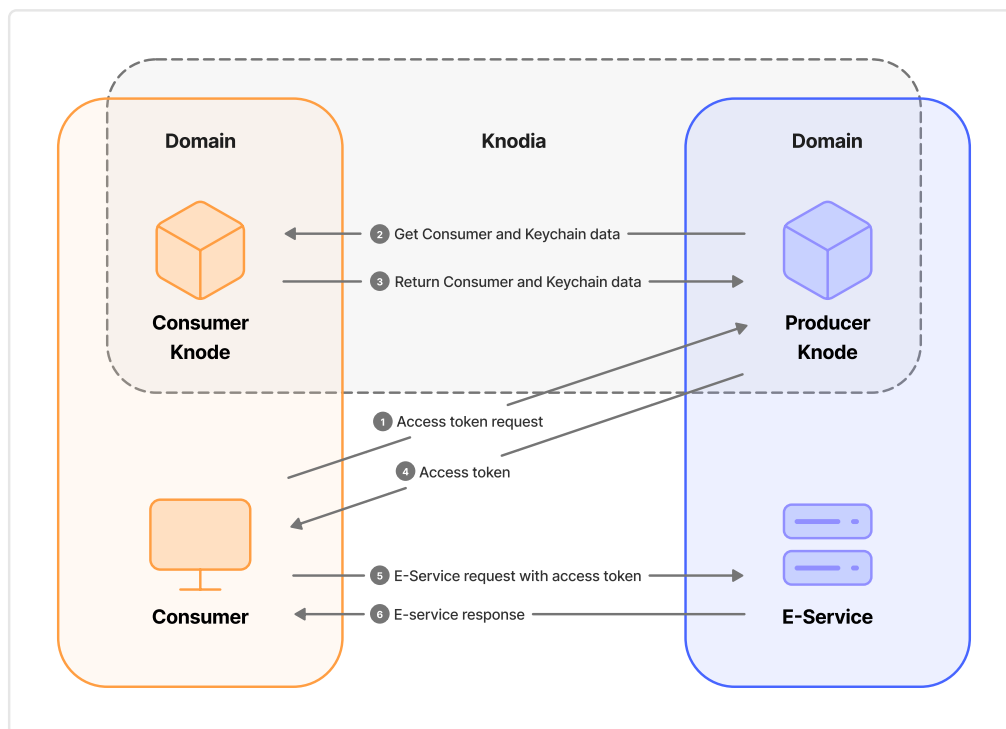 Domain
Knodia
Domain
2 Get Consumer and Keychain data
3 Return Consumer and Keychain data
Consumer
Knode
Producer
Knode
1 Access token request
4 Access token
5 E-Service request with access token
6 E-service response
Consumer
E-Service